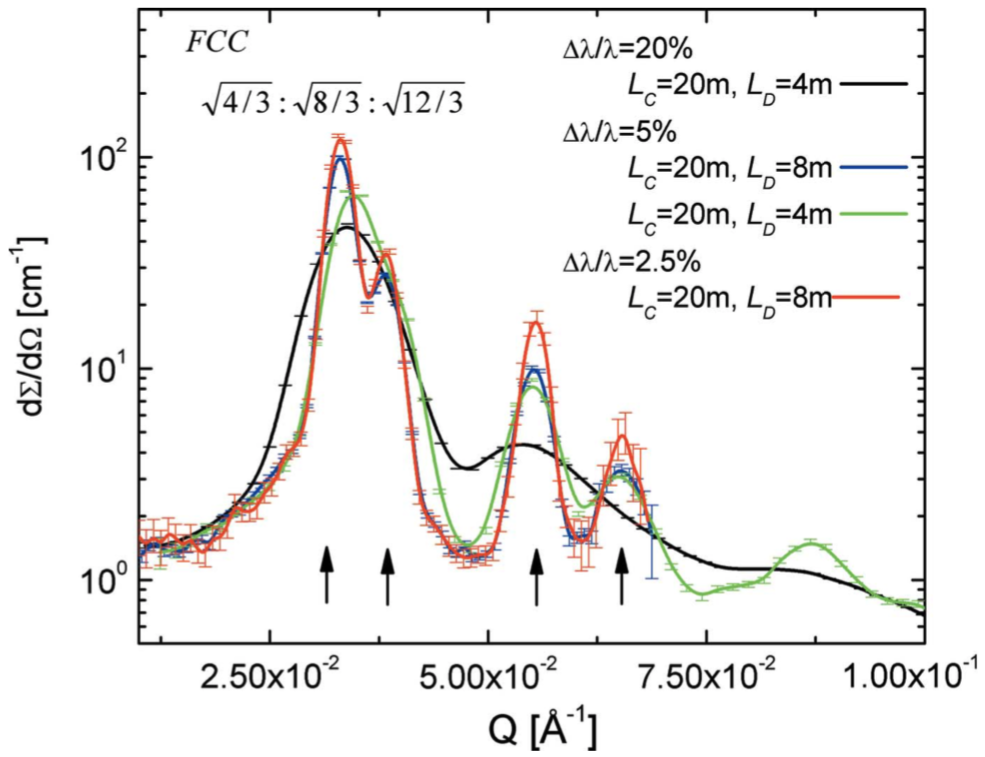 FCC
√4/3 : √8/3 : √12/3
Δλ/λ=20%
L_C=20m, L_D=4m
Δλ/λ=5%
L_C=20m, L_D=8m
L_C=20m, L_D=4m
Δλ/λ=2.5%
L_C=20m, L_D=8m
10²
10¹
10⁰
dΣ/dΩ [cm⁻¹]
2.50x10⁻² 5.00x10⁻² 7.50x10⁻² 1.00x10⁻¹
Q [Å⁻¹]